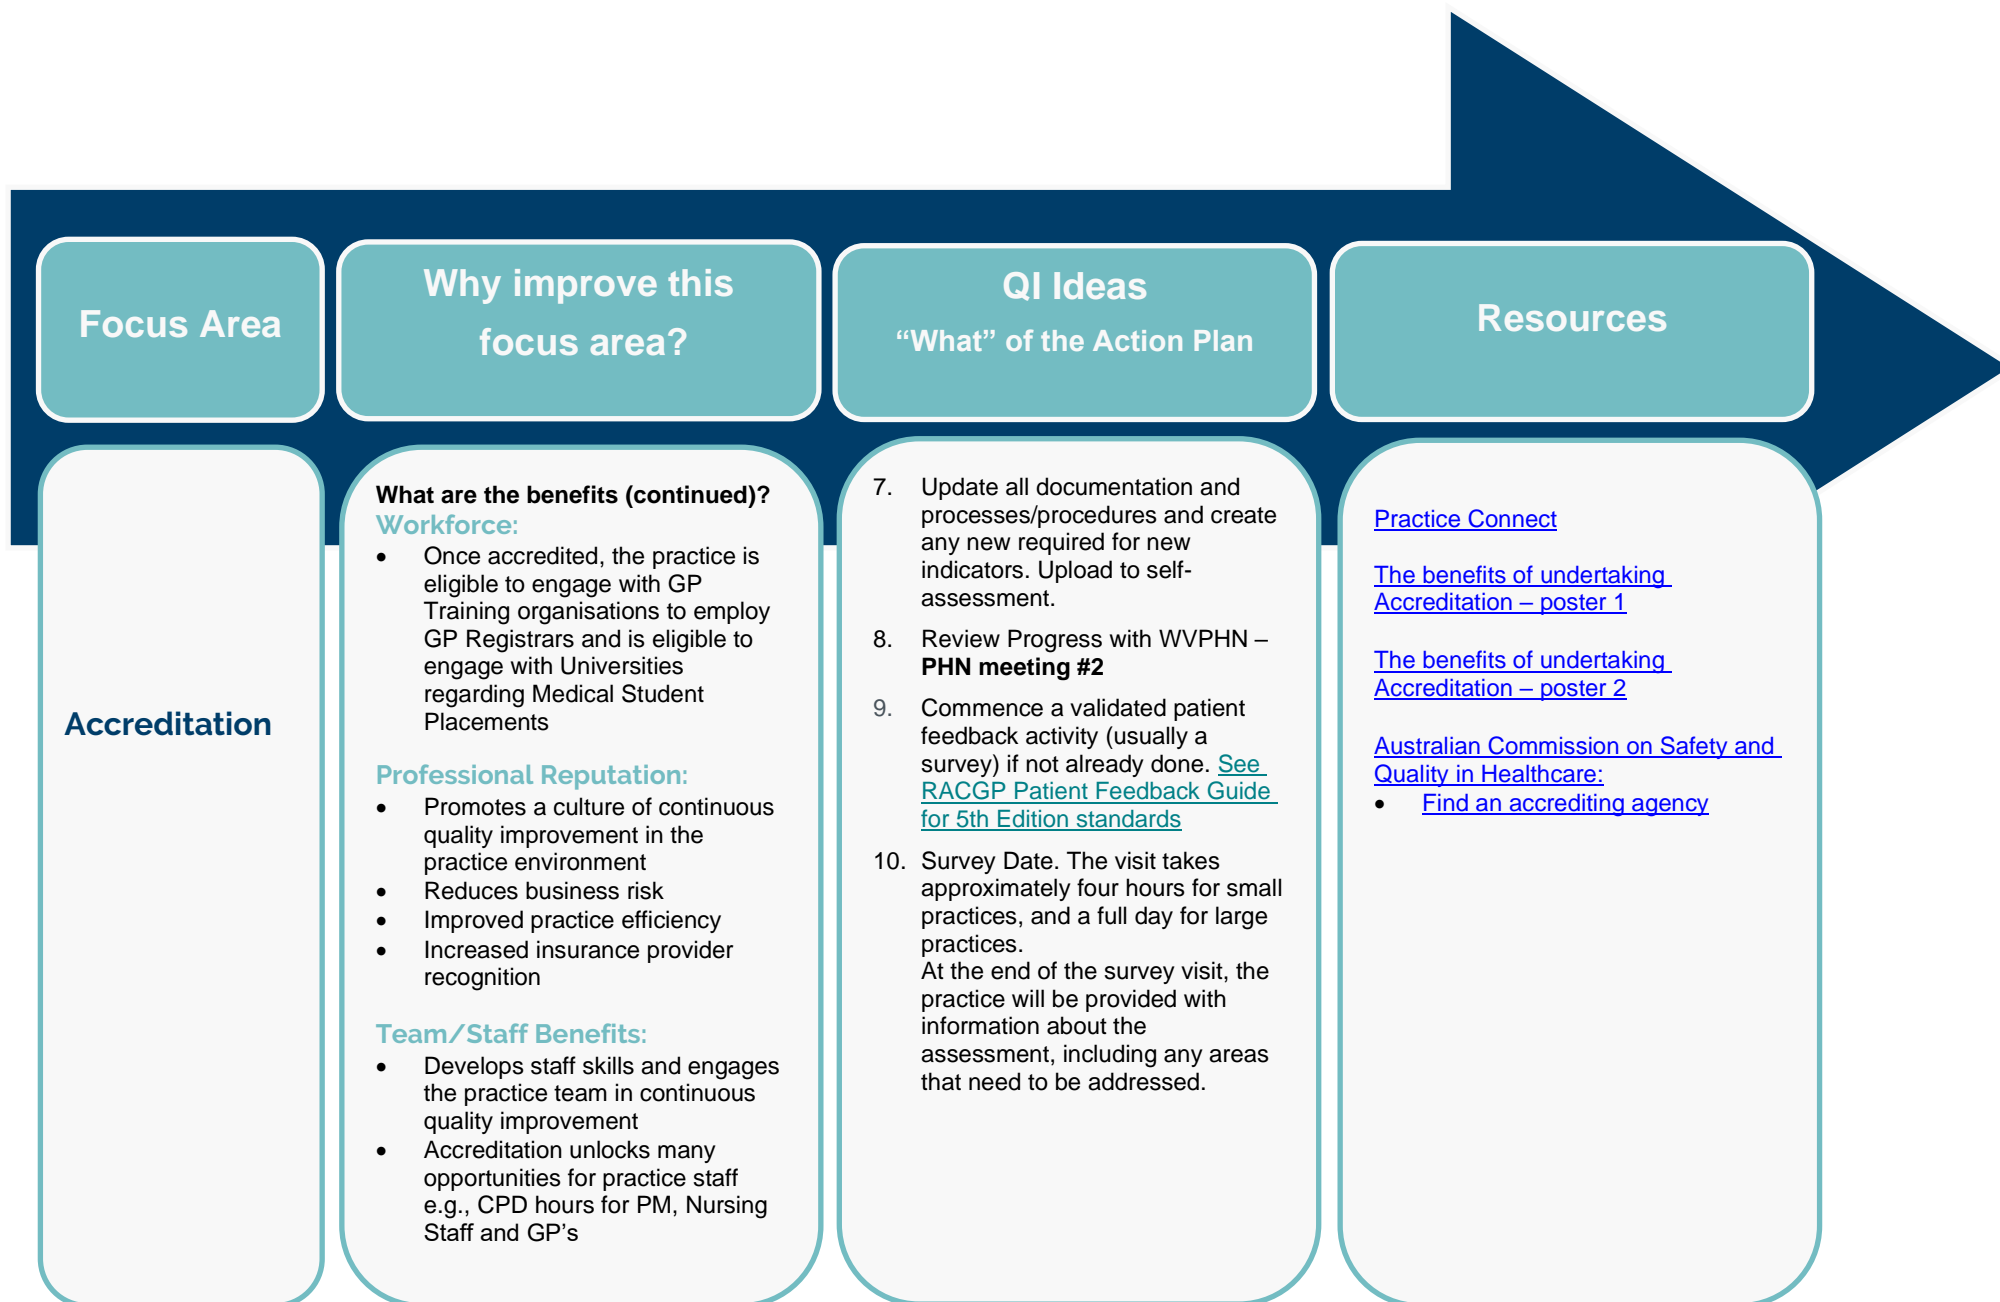 Focus Area
Why improve this
focus area?
QI Ideas
“What” of the Action Plan
Resources
Accreditation
What are the benefits (continued)?
Workforce:
• Once accredited, the practice is
eligible to engage with GP
Training organisations to employ
GP Registrars and is eligible to
engage with Universities
regarding Medical Student
Placements
Professional Reputation:
• Promotes a culture of continuous
quality improvement in the
practice environment
• Reduces business risk
• Improved practice efficiency
• Increased insurance provider
recognition
Team/Staff Benefits:
• Develops staff skills and engages
the practice team in continuous
quality improvement
• Accreditation unlocks many
opportunities for practice staff
e.g., CPD hours for PM, Nursing
Staff and GP’s
7. Update all documentation and
processes/procedures and create
any new required for new
indicators. Upload to self-
assessment.
8. Review Progress with WVPHN –
PHN meeting #2
9. Commence a validated patient
feedback activity (usually a
survey) if not already done. See
RACGP Patient Feedback Guide
for 5th Edition standards
10. Survey Date. The visit takes
approximately four hours for small
practices, and a full day for large
practices.
At the end of the survey visit, the
practice will be provided with
information about the
assessment, including any areas
that need to be addressed.
Practice Connect
The benefits of undertaking
Accreditation – poster 1
The benefits of undertaking
Accreditation – poster 2
Australian Commission on Safety and
Quality in Healthcare:
• Find an accrediting agency